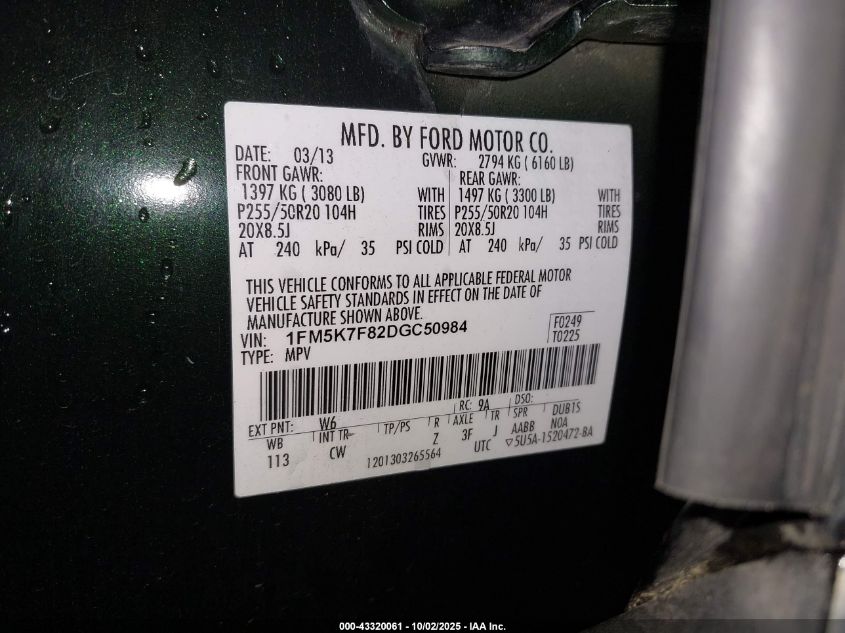 MFD. BY FORD MOTOR CO.
DATE: 03/13 GVWR: 2794 KG ( 6160 LB)
FRONT GAWR: REAR GAWR:
1397 KG ( 3080 LB) WITH 1497 KG ( 3300 LB) WITH
P255/50R20 104H TIRES P255/50R20 104H TIRES
20X8.5J RIMS 20X8.5J RIMS
AT 240 kPa/ 35 PSI COLD AT 240 kPa/ 35 PSI COLD
THIS VEHICLE CONFORMS TO ALL APPLICABLE FEDERAL MOTOR
VEHICLE SAFETY STANDARDS IN EFFECT ON THE DATE OF
MANUFACTURE SHOWN ABOVE.
VIN: 1FM5K7F82DGC50984 F0249
TYPE: MPV T0225
EXT PNT: W6 RC: 9A DSO:
WB INT TR TP/PS R AXLE TR SPR DUB1S
113 CW Z 3F J AABB NOA
1201303265564 UTC ▽5U5A-1520472-BA
000-43320061 - 10/02/2025 - IAA Inc.